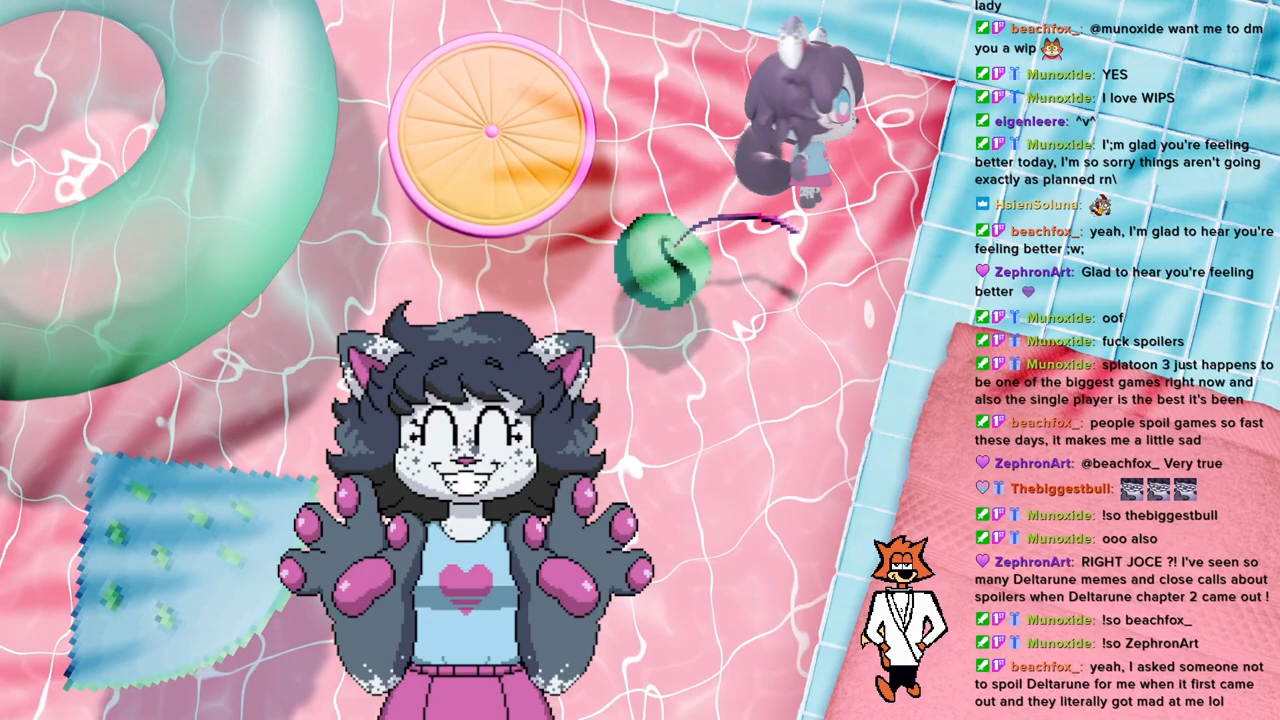 lady
beachfox_: @munoxide want me to dm
you a wip
Munoxide: YES
Munoxide: I love WIPS
eigenleere: ^v^
Munoxide: I';m glad you're feeling
better today, I'm so sorry things aren't going
exactly as planned rn\
HsienSoluna:
beachfox_: yeah, I'm glad to hear you're
feeling better :w;
ZephronArt: Glad to hear you're feeling
better
Munoxide: oof
Munoxide: fuck spoilers
Munoxide: splatoon 3 just happens to
be one of the biggest games right now and
also the single player is the best it's been
beachfox_: people spoil games so fast
these days, it makes me a little sad
ZephronArt: @beachfox_ Very true
Thebiggestbull:
Munoxide: !so thebiggestbull
Munoxide: ooo also
ZephronArt: RIGHT JOCE ?! I've seen so
many Deltarune memes and close calls about
spoilers when Deltarune chapter 2 came out !
Munoxide: !so beachfox_
Munoxide: !so ZephronArt
beachfox_: yeah, I asked someone not
to spoil Deltarune for me when it first came
out and they literally got mad at me lol